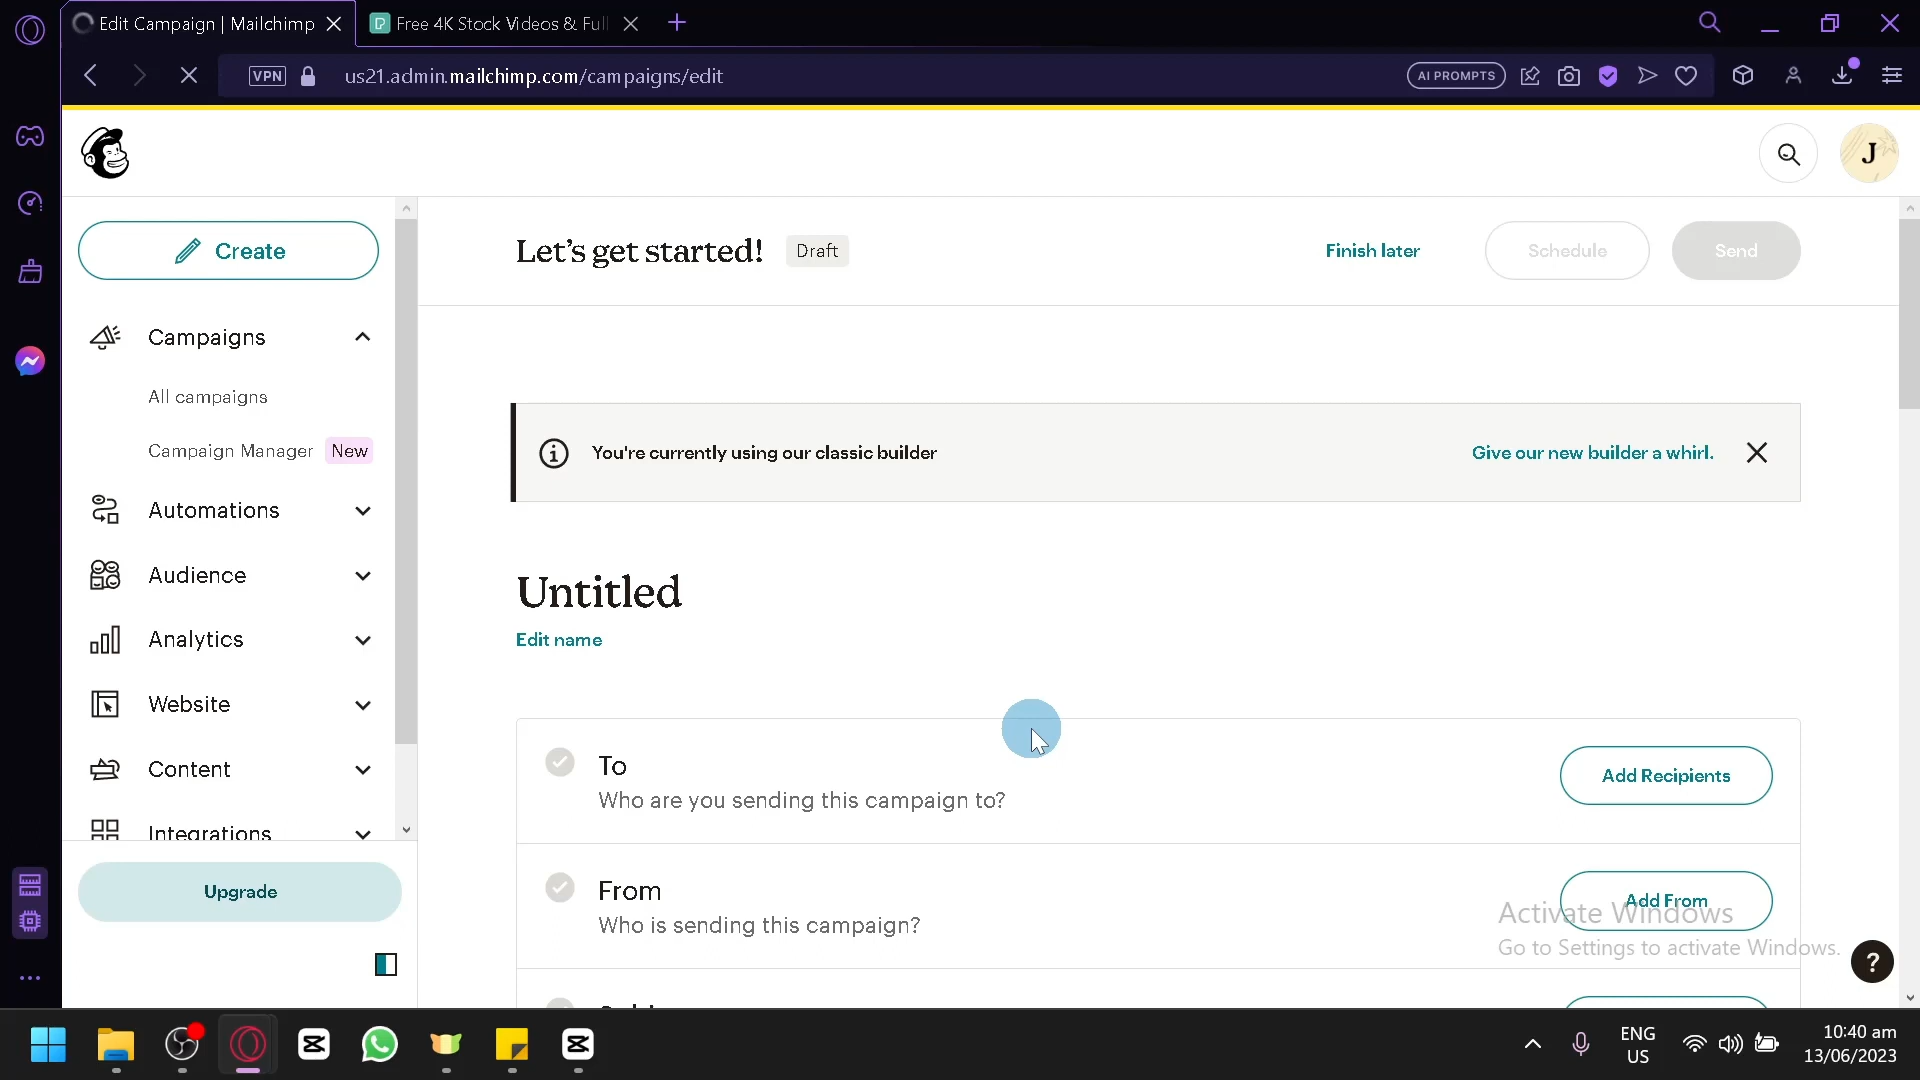 Edit Campaign | Mailchimp
Free 4K Stock Videos & Full
VPN
us21.admin.mailchimp.com/campaigns/edit
AI PROMPTS
J
Create
Let's get started!
Draft
Finish later
Schedule
Send
Campaigns
All campaigns
Campaign Manager
New
You're currently using our classic builder
Give our new builder a whirl.
Automations
Audience
Untitled
Edit name
Analytics
Website
Content
Integrations
To
Who are you sending this campaign to?
Add Recipients
From
Who is sending this campaign?
Add From
Upgrade
Activate Windows
Go to Settings to activate Windows.
?
ENG
US
10:40 am
13/06/2023